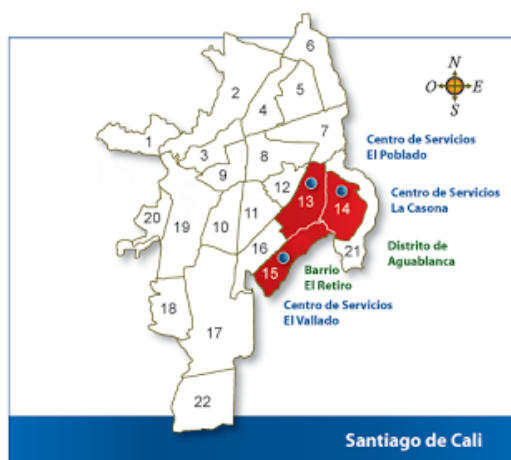 6
N
O E
S
2
5
4
7
1
Centro de Servicios
El Poblado
3
8
9
12
13
14
Centro de Servicios
La Casona
20
19
10
11
16
21
Distrito de
Aguablanca
15
Barrio
El Retiro
Centro de Servicios
El Vallado
18
17
22
Santiago de Cali